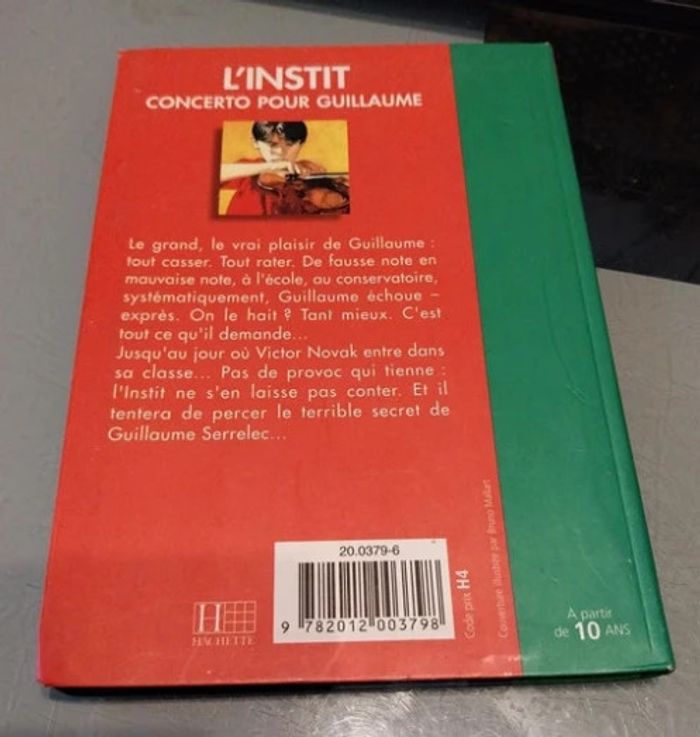 L'INSTIT
CONCERTO POUR GUILLAUME
Le grand, le vrai plaisir de Guillaume :
tout casser. Tout rater. De fausse note en
mauvaise note, à l'école, au conservatoire,
systématiquement, Guillaume échoue –
exprès. On le hait ? Tant mieux. C'est
tout ce qu'il demande...
Jusqu'au jour où Victor Novak entre dans
sa classe... Pas de provoc qui tienne :
l'Instit ne s'en laisse pas conter. Et il
tentera de percer le terrible secret de
Guillaume Serrelec...
20.0379-6
9 782012 003798
H
HACHETTE
Code prix H4
Couverture illustrée par Bruno Mallart
À partir
de 10 ANS